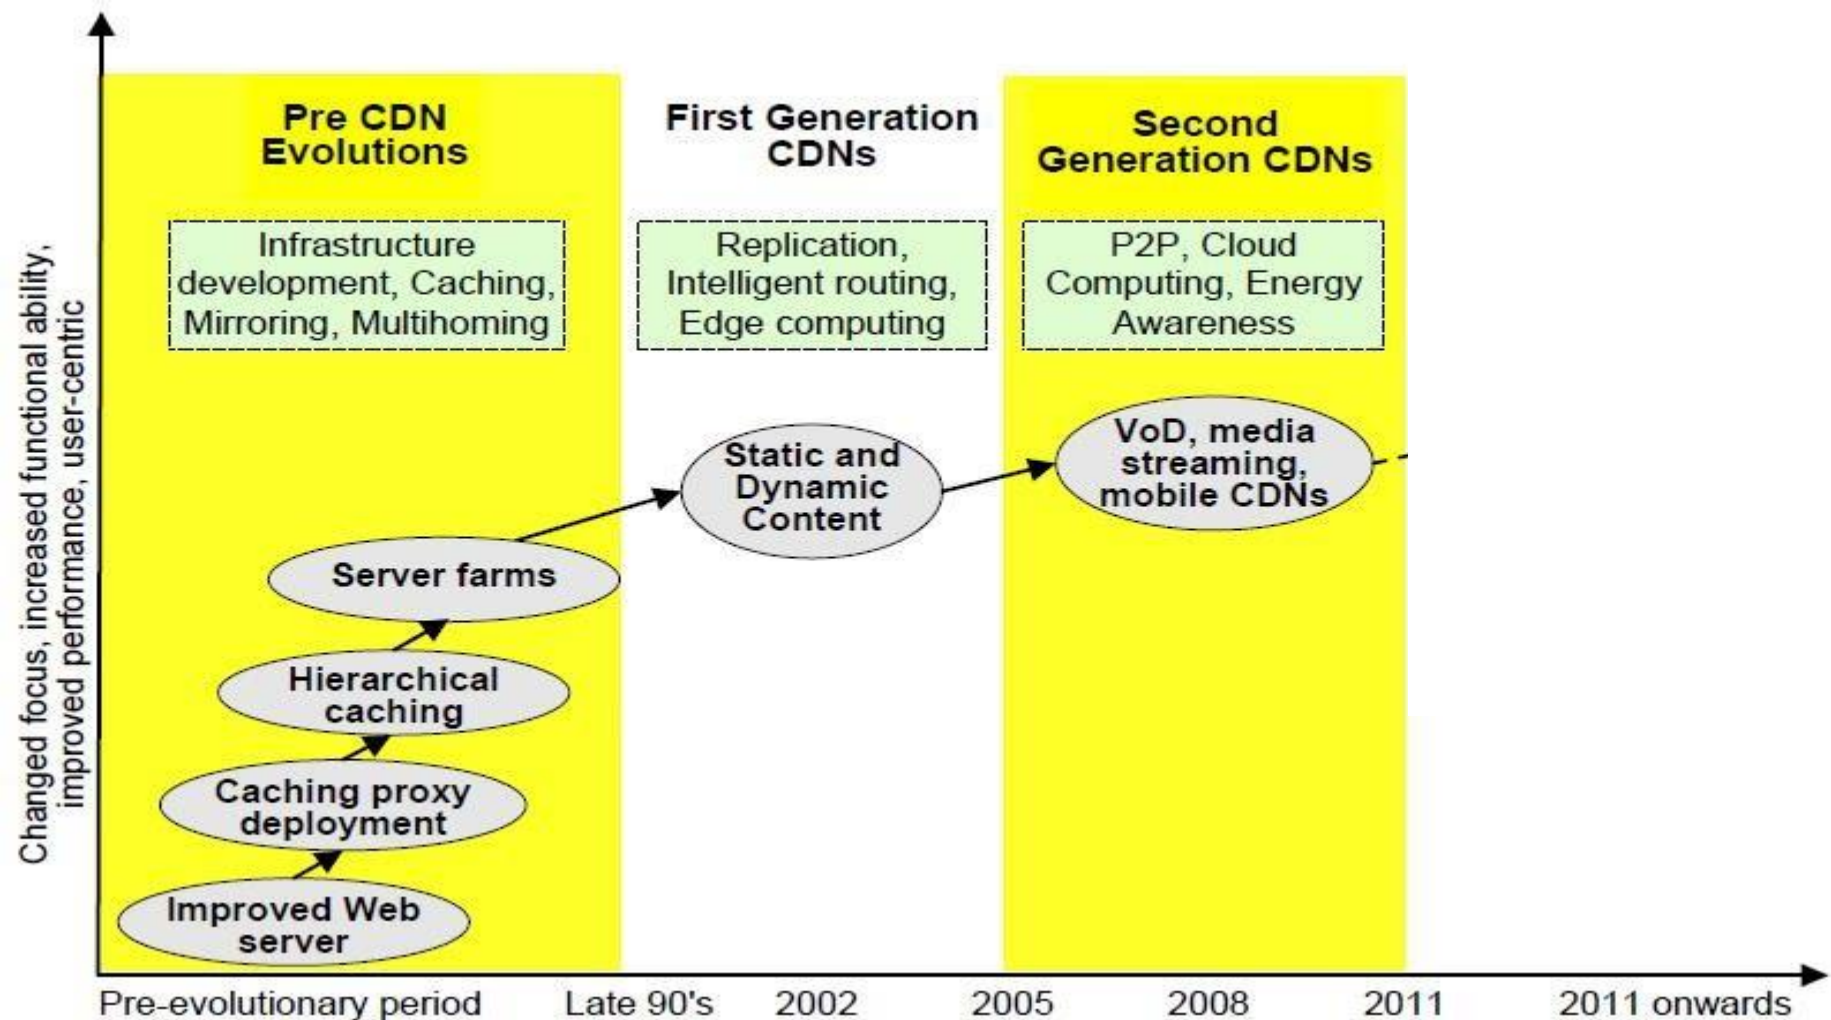 Changed focus, increased functional ability,
improved performance, user-centric
Pre CDN
Evolutions
Infrastructure
development, Caching,
Mirroring, Multihoming
Server farms
Hierarchical
caching
Caching proxy
deployment
Improved Web
server
First Generation
CDNs
Replication,
Intelligent routing,
Edge computing
Static and
Dynamic
Content
Second
Generation CDNs
P2P, Cloud
Computing, Energy
Awareness
VoD, media
streaming,
mobile CDNs
Pre-evolutionary period Late 90's 2002 2005 2008 2011 2011 onwards